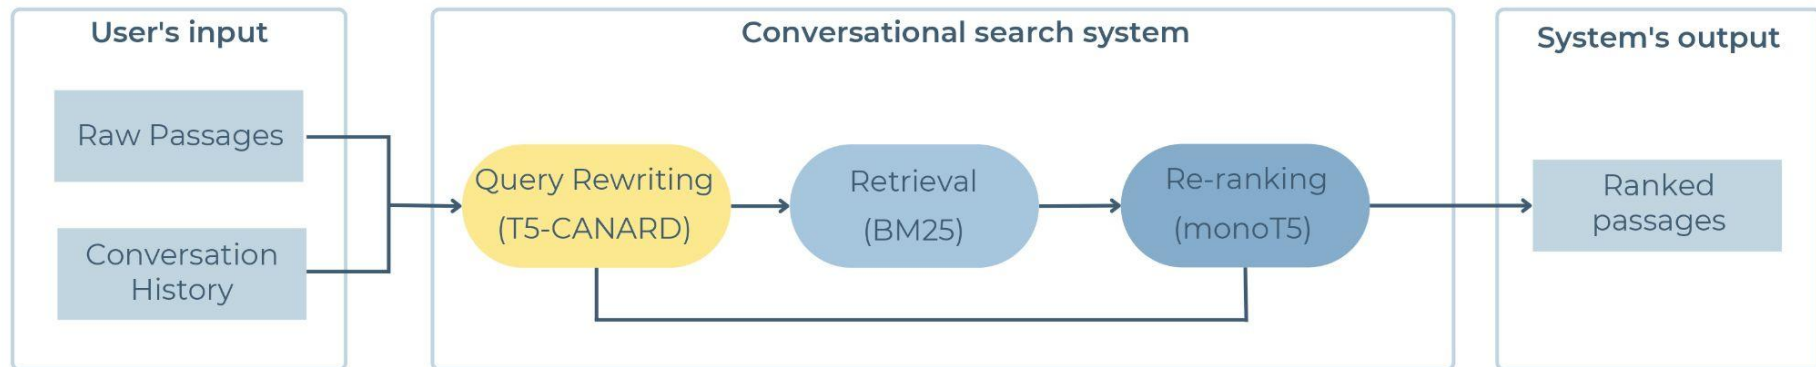 User's input
Conversational search system
System's output
Raw Passages
Conversation
History
Query Rewriting
(T5-CANARD)
Retrieval
(BM25)
Re-ranking
(monoT5)
Ranked
passages